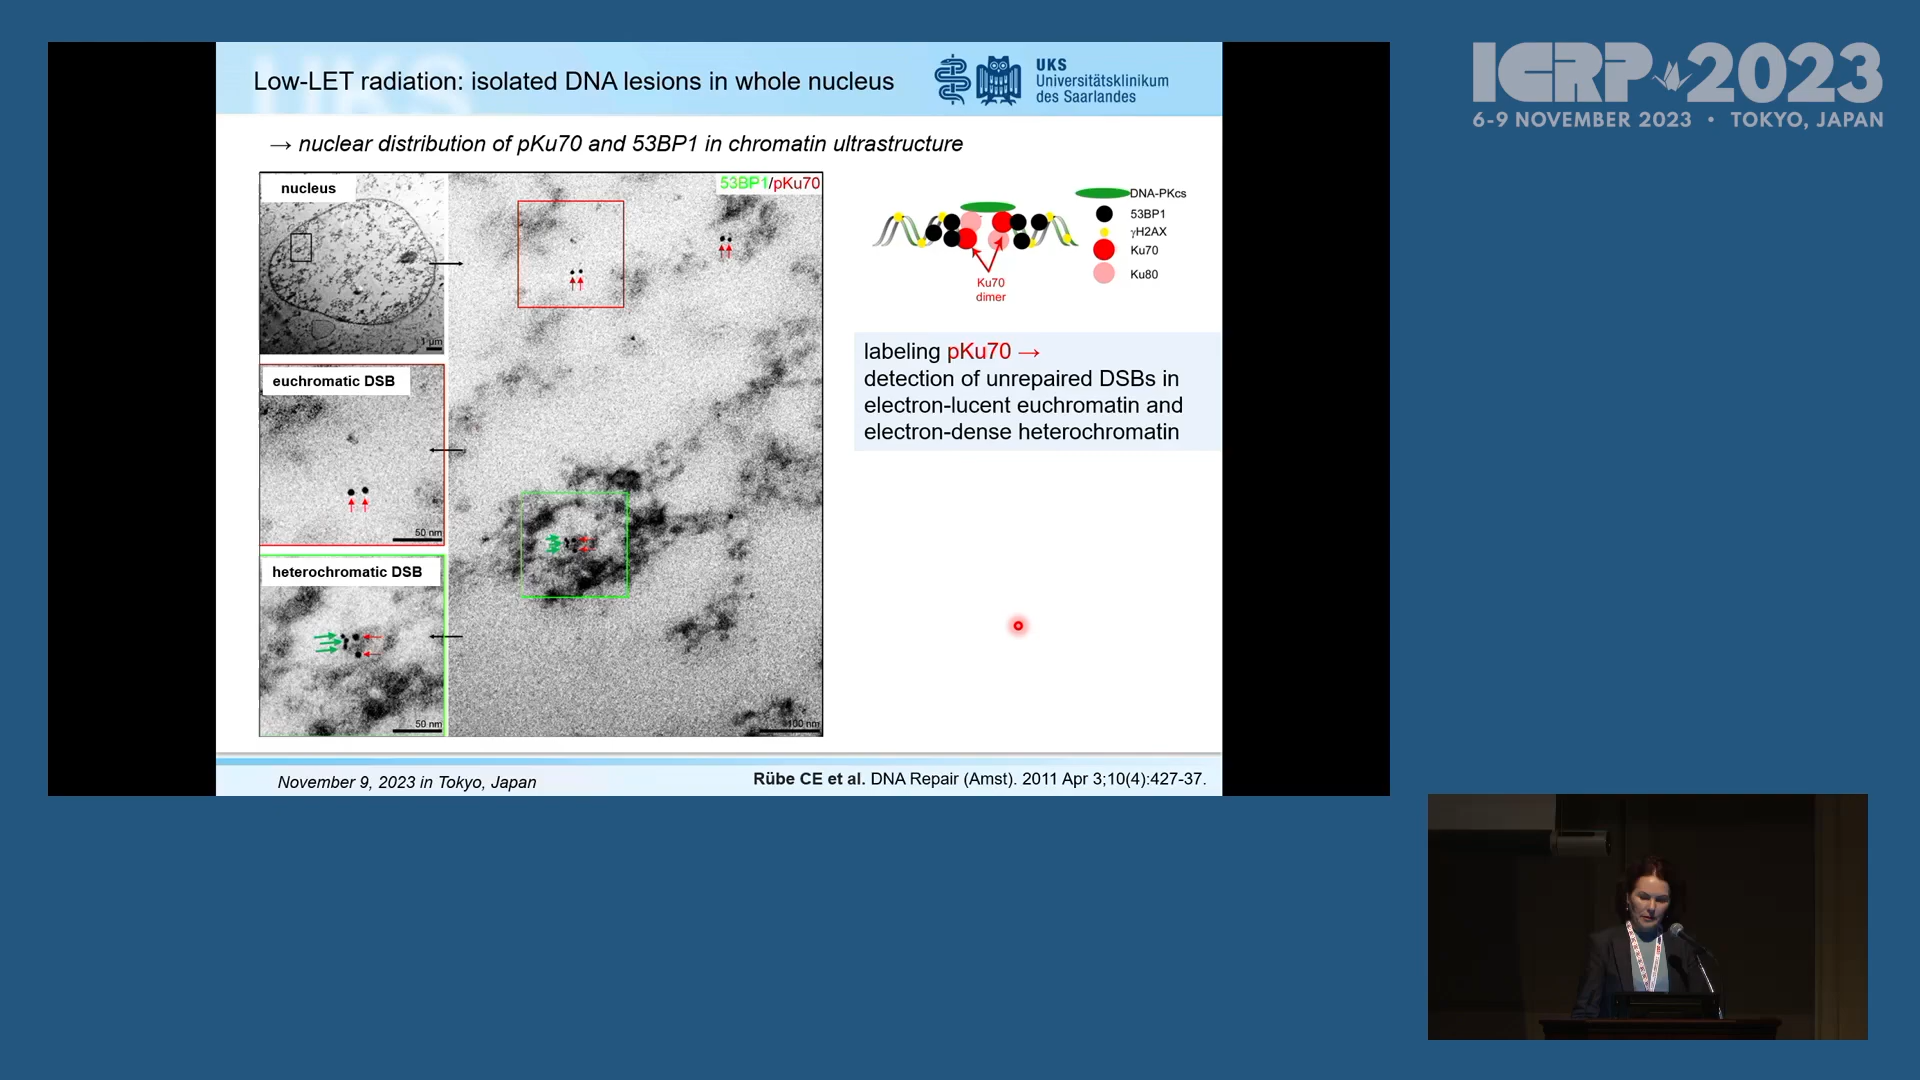 Low-LET radiation: isolated DNA lesions in whole nucleus
UKS
Universitätsklinikum
des Saarlandes
ICRP 2023
6-9 NOVEMBER 2023 • TOKYO, JAPAN
→ nuclear distribution of pKu70 and 53BP1 in chromatin ultrastructure
nucleus
1 µm
53BP1/pKu70
euchromatic DSB
50 nm
heterochromatic DSB
50 nm
100 nm
DNA-PKcs
53BP1
γH2AX
Ku70
Ku80
Ku70
dimer
labeling pKu70 →
detection of unrepaired DSBs in
electron-lucent euchromatin and
electron-dense heterochromatin
November 9, 2023 in Tokyo, Japan
Rübe CE et al. DNA Repair (Amst). 2011 Apr 3;10(4):427-37.